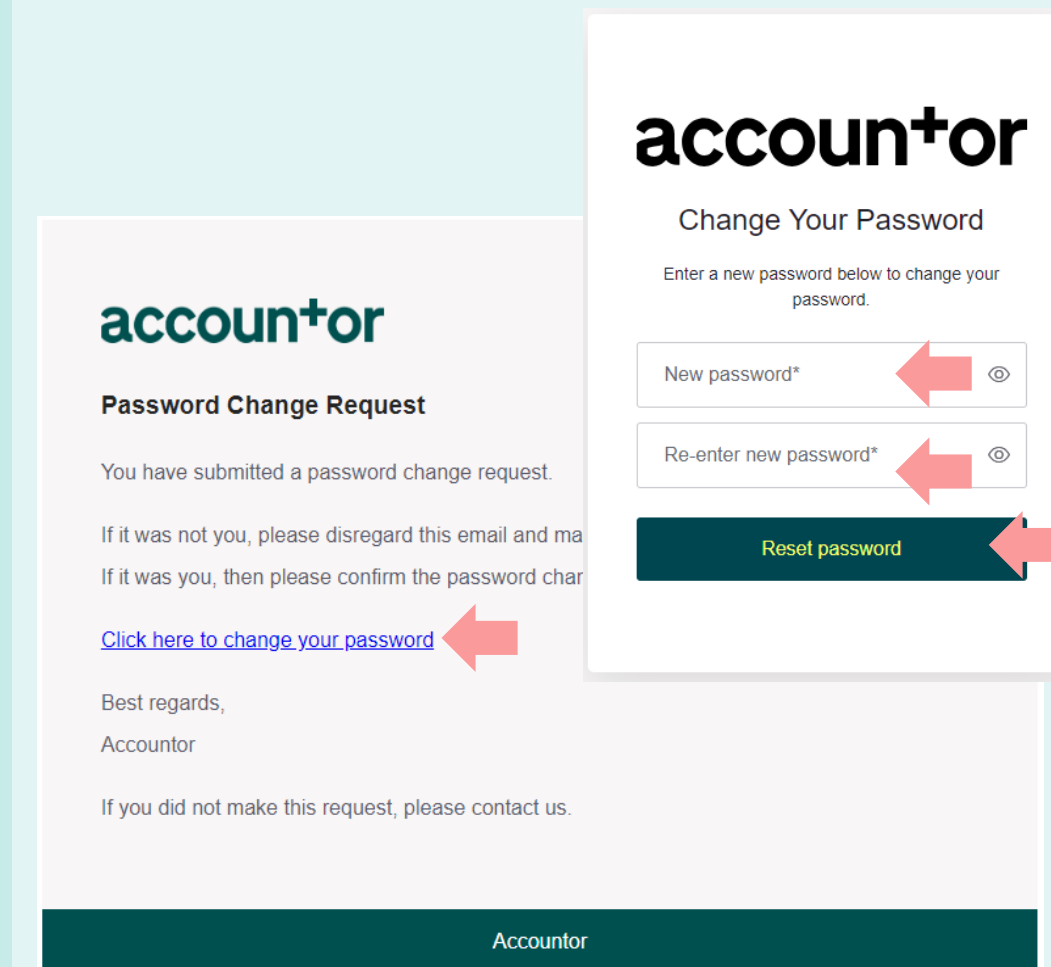 accountor
Password Change Request
You have submitted a password change request.
If it was not you, please disregard this email and
If it was you, then please confirm the password
Click here to change your password
Best regards,
Accountor
If you did not make this request, please contact us.
Accountor
accountor
Change Your Password
Enter a new password below to change your
password.
New password*
Re-enter new password*
Reset password